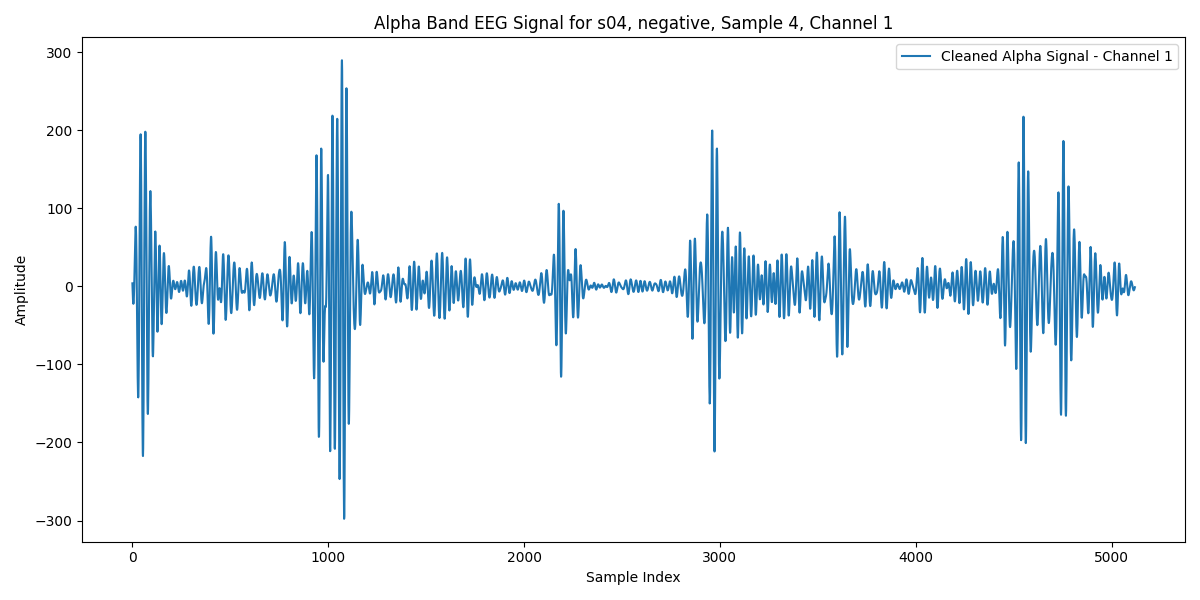 Alpha Band EEG Signal for s04, negative, Sample 4, Channel 1
Cleaned Alpha Signal - Channel 1
300
200
100
0
−100
−200
−300
Amplitude
0 1000 2000 3000 4000 5000
Sample Index